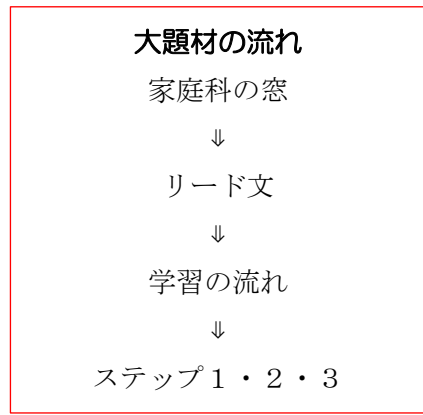 大題材の流れ
家庭科の窓
⇓
リード文
⇓
学習の流れ
⇓
ステップ１・２・３